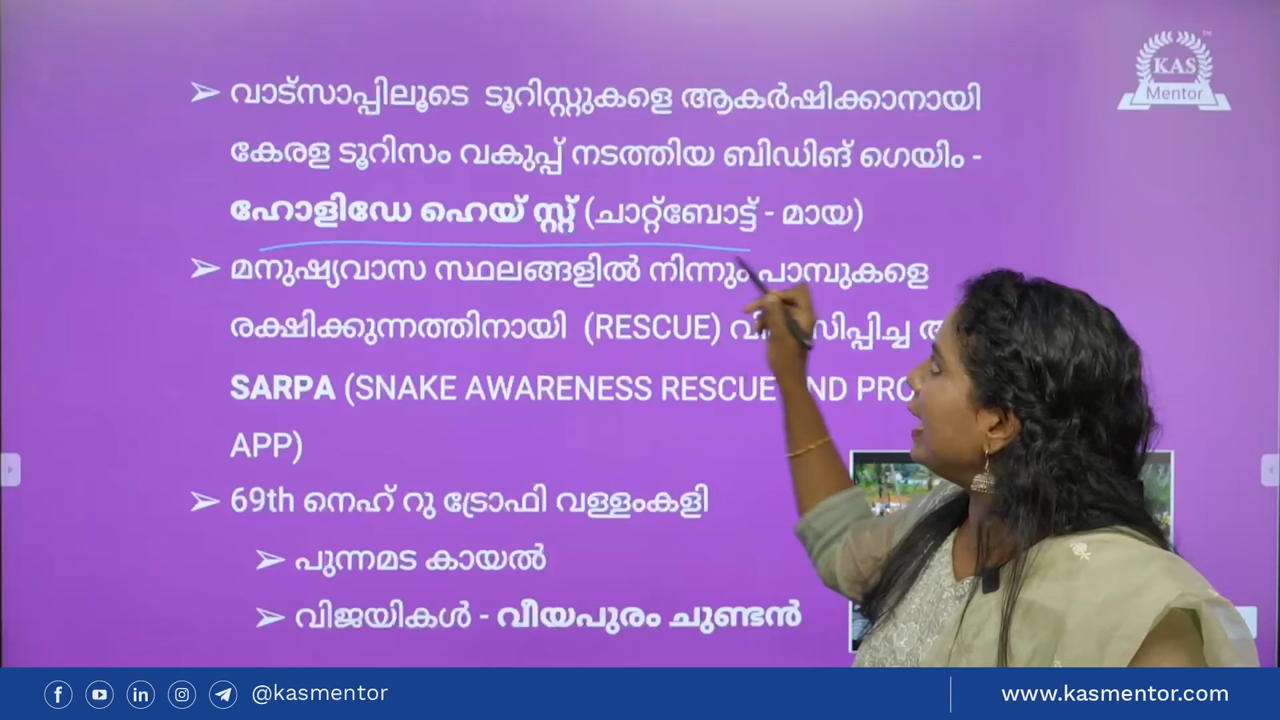 KAS
Mentor
TM
➢ വാട്സാപ്പിലൂടെ ടൂറിസ്റ്റുകളെ ആകർഷിക്കാനായി
കേരള ടൂറിസം വകുപ്പ് നടത്തിയ ബിഡിങ് ഗെയിം -
ഹോളിഡേ ഹെയ് സ്റ്റ് (ചാറ്റ്ബോട്ട് - മായ)
➢ മനുഷ്യവാസ സ്ഥലങ്ങളിൽ നിന്നും പാമ്പുകളെ
രക്ഷിക്കുന്നത്തിനായി (RESCUE)
SARPA (SNAKE AWARENESS RESCUE
APP)
➢ 69th നെഹ് റു ട്രോഫി വള്ളംകളി
➢ പുന്നമട കായൽ
➢ വിജയികൾ - വീയപുരം ചുണ്ടൻ
@kasmentor
www.kasmentor.com